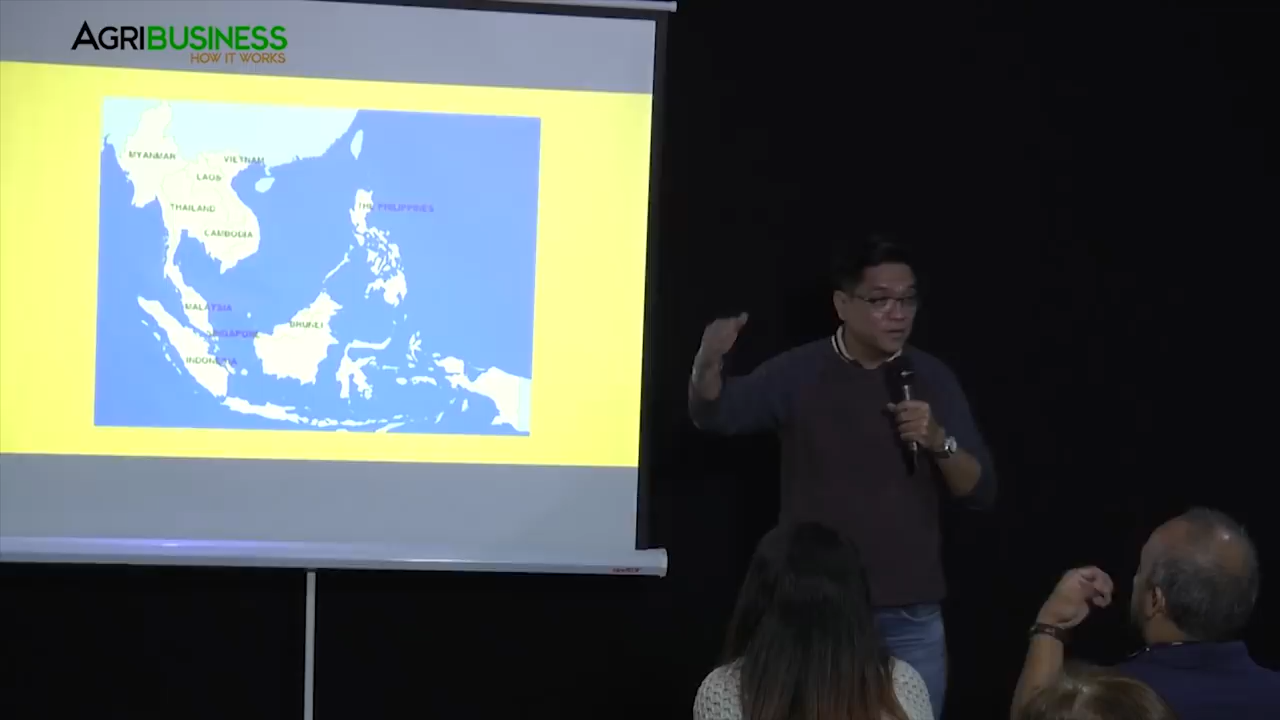 AGRIBUSINESS
HOW IT WORKS
MYANMAR
VIETNAM
LAOS
THAILAND
THE PHILIPPINES
CAMBODIA
MALAYSIA
BRUNEI
SINGAPORE
INDONESIA